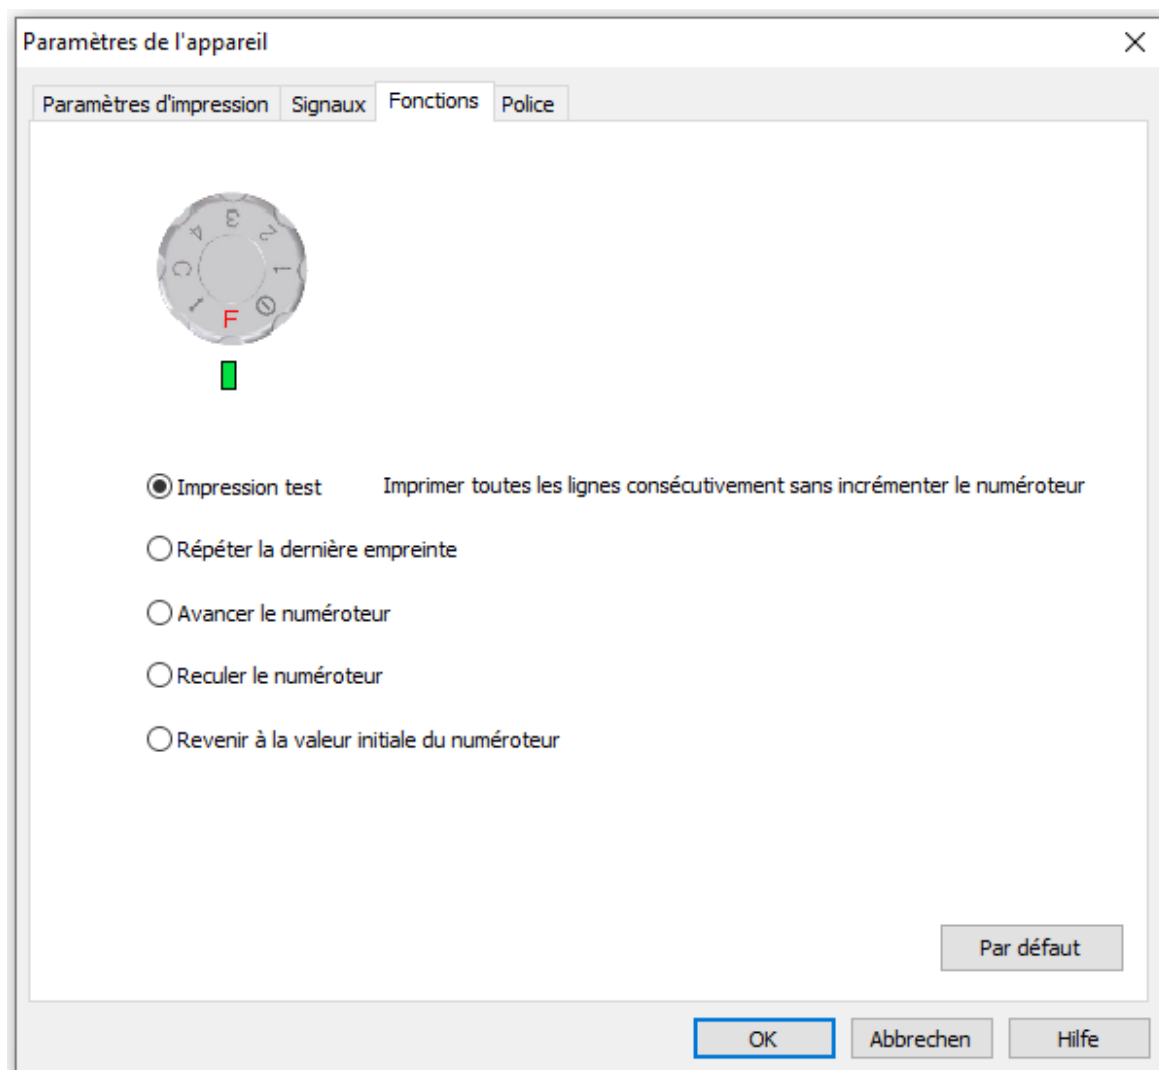 Paramètres de l'appareil
Paramètres d'impression Signaux Fonctions Police
3
4 2
C 1
F
Impression test Imprimer toutes les lignes consécutivement sans incrémenter le numéroteur
Répéter la dernière empreinte
Avancer le numéroteur
Reculer le numéroteur
Revenir à la valeur initiale du numéroteur
Par défaut
OK Abbrechen Hilfe